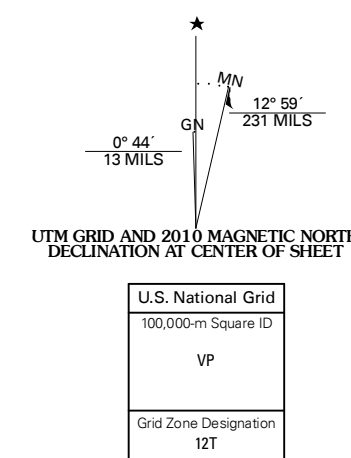 MN
GN
12° 59´
231 MILS
0° 44´
13 MILS
UTM GRID AND 2010 MAGNETIC NORTH
DECLINATION AT CENTER OF SHEET
U.S. National Grid
100,000-m Square ID
VP
Grid Zone Designation
12T